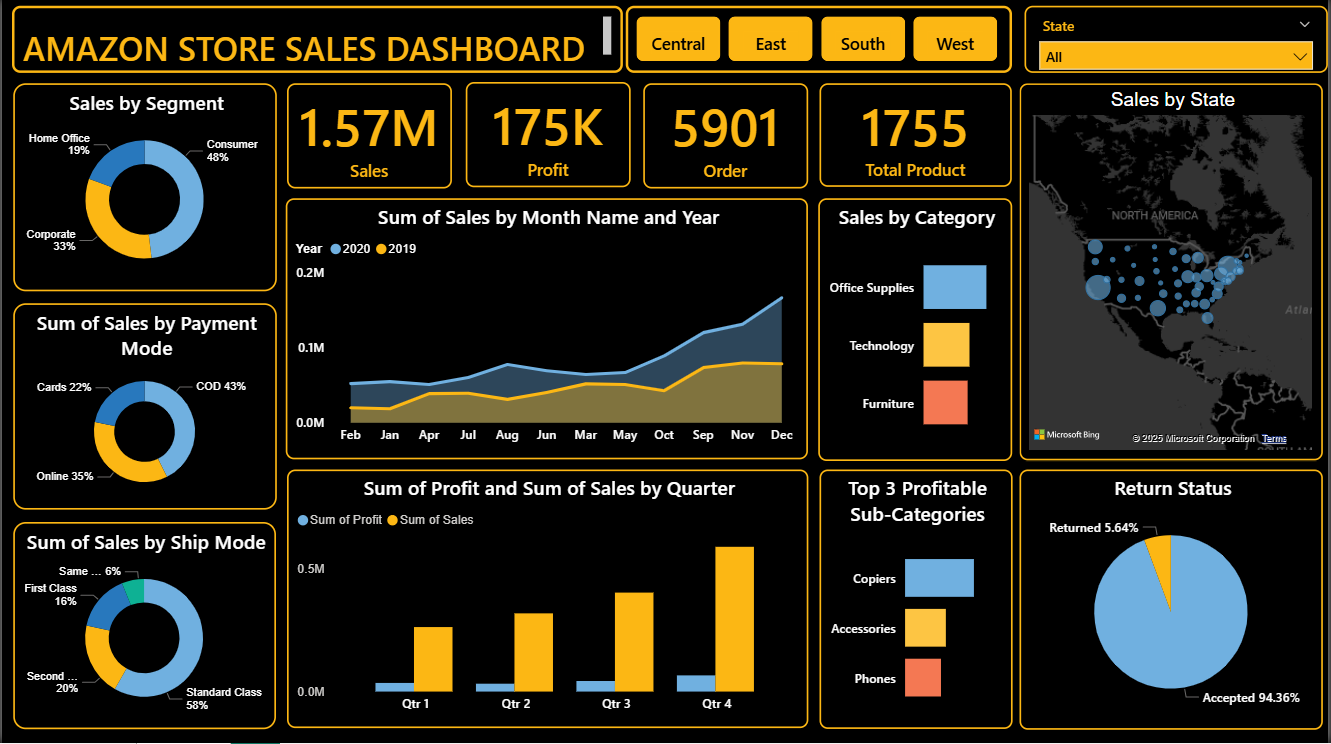 AMAZON STORE SALES DASHBOARD
Central
East
South
West
State
All
Sales by Segment
Home Office
19%
Consumer
48%
Corporate
33%
1.57M
Sales
175K
Profit
5901
Order
1755
Total Product
Sales by State
NORTH AMERICA
Atlan
Microsoft Bing
© 2025 Microsoft Corporation
Terms
SOUTH AM
Sum of Sales by Month Name and Year
Year
2020
2019
0.2M
0.1M
0.0M
Feb
Jan
Apr
Jul
Aug
Jun
Mar
May
Oct
Sep
Nov
Dec
Sales by Category
Office Supplies
Technology
Furniture
Sum of Sales by Payment
Mode
Cards 22%
COD 43%
Online 35%
Sum of Sales by Ship Mode
Same ... 6%
First Class
16%
Second ...
20%
Standard Class
58%
Sum of Profit and Sum of Sales by Quarter
Sum of Profit
Sum of Sales
0.5M
0.0M
Qtr 1
Qtr 2
Qtr 3
Qtr 4
Top 3 Profitable
Sub-Categories
Copiers
Accessories
Phones
Return Status
Returned 5.64%
Accepted 94.36%